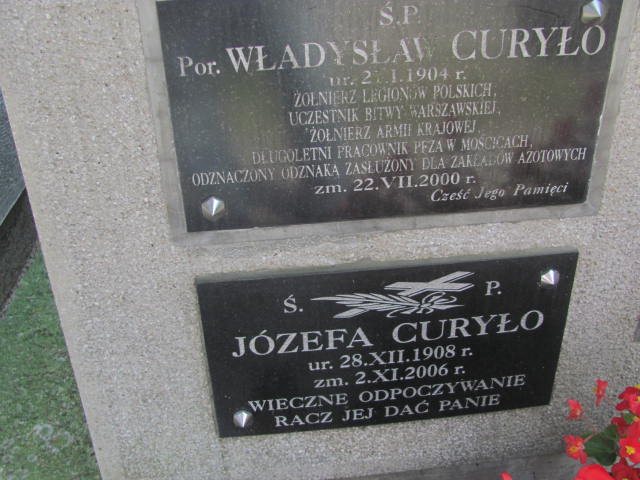 Ś.P.
Por. WŁADYSŁAW CURYŁO
ur. I.1904 r.
ŻOŁNIERZ LEGIONÓW POLSKICH,
UCZESTNIK BITWY WARSZAWSKIEJ,
ŻOŁNIERZ ARMII KRAJOWEJ
DŁUGOLETNI PRACOWNIK W MOŚCICACH,
ODZNACZONY ODZNAKĄ ZASŁUŻONY DLA ZAKŁADÓW AZOTOWYCH
zm. 22.VII.2000 r.
Cześć Jego Pamięci
Ś. P.
JÓZEFA CURYŁO
ur. 28.XII.1908 r.
zm. 2.XI.2006 r.
WIECZNE ODPOCZYWANIE
RACZ JEJ DAĆ PANIE